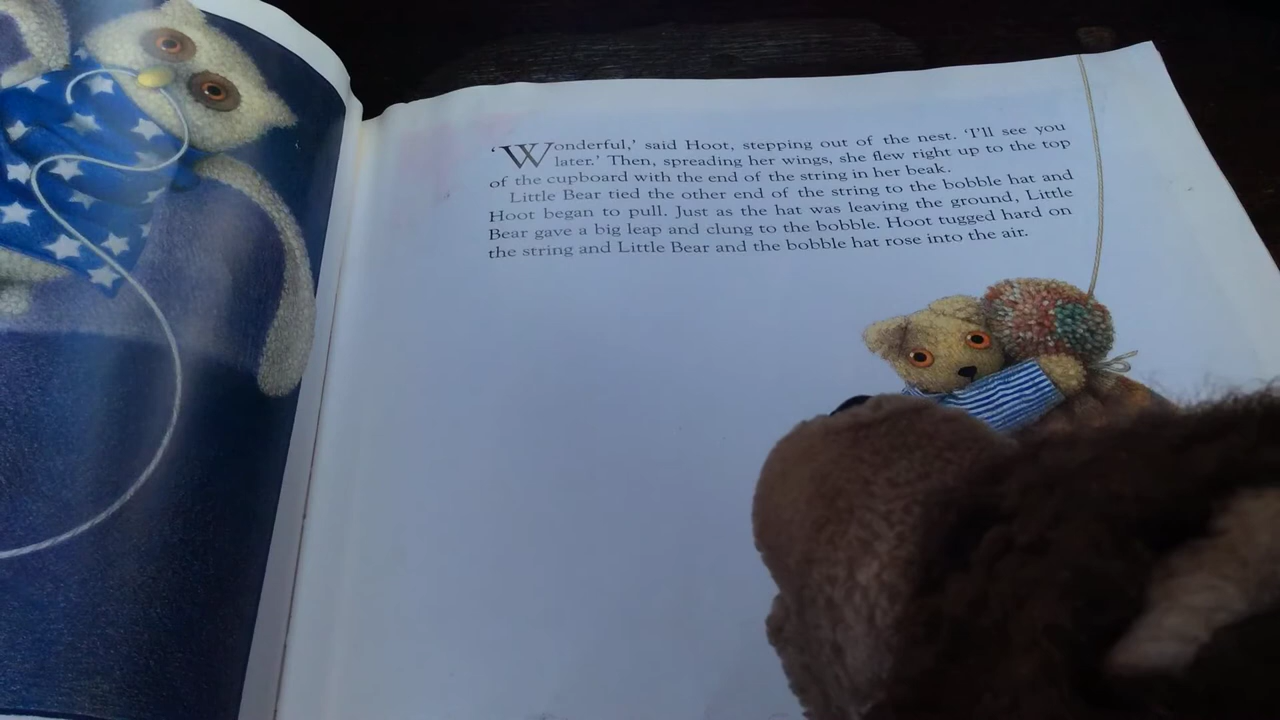 ‘Wonderful,’ said Hoot, stepping out of the nest. ‘I’ll see you
later.’ Then, spreading her wings, she flew right up to the top
of the cupboard with the end of the string in her beak.
Little Bear tied the other end of the string to the bobble hat and
Hoot began to pull. Just as the hat was leaving the ground, Little
Bear gave a big leap and clung to the bobble. Hoot tugged hard on
the string and Little Bear and the bobble hat rose into the air.